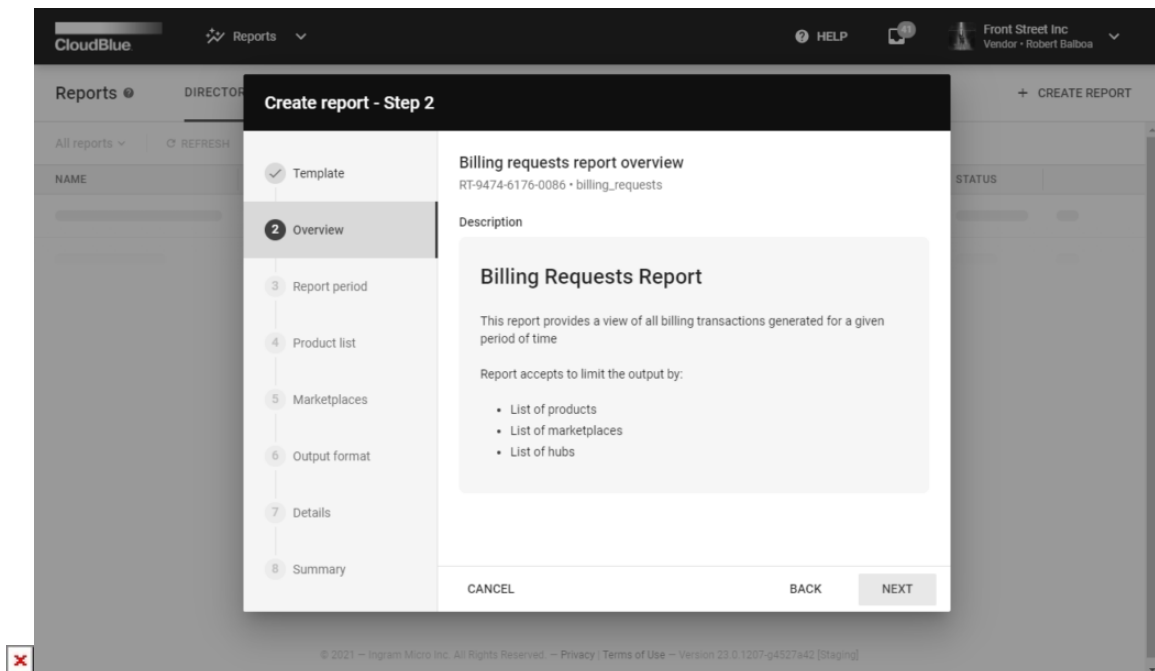 CloudBlue
Reports
HELP
41
Front Street Inc
Vendor • Robert Balboa
Reports
DIRECTOR
+ CREATE REPORT
All reports
REFRESH
NAME
STATUS
Create report - Step 2
Template
2 Overview
3 Report period
4 Product list
5 Marketplaces
6 Output format
7 Details
8 Summary
Billing requests report overview
RT-9474-6176-0086 • billing_requests
Description
Billing Requests Report
This report provides a view of all billing transactions generated for a given
period of time
Report accepts to limit the output by:
• List of products
• List of marketplaces
• List of hubs
CANCEL
BACK
NEXT
© 2021 — Ingram Micro Inc. All Rights Reserved. — Privacy | Terms of Use — Version 23.0.1207-g4527a42 [Staging]